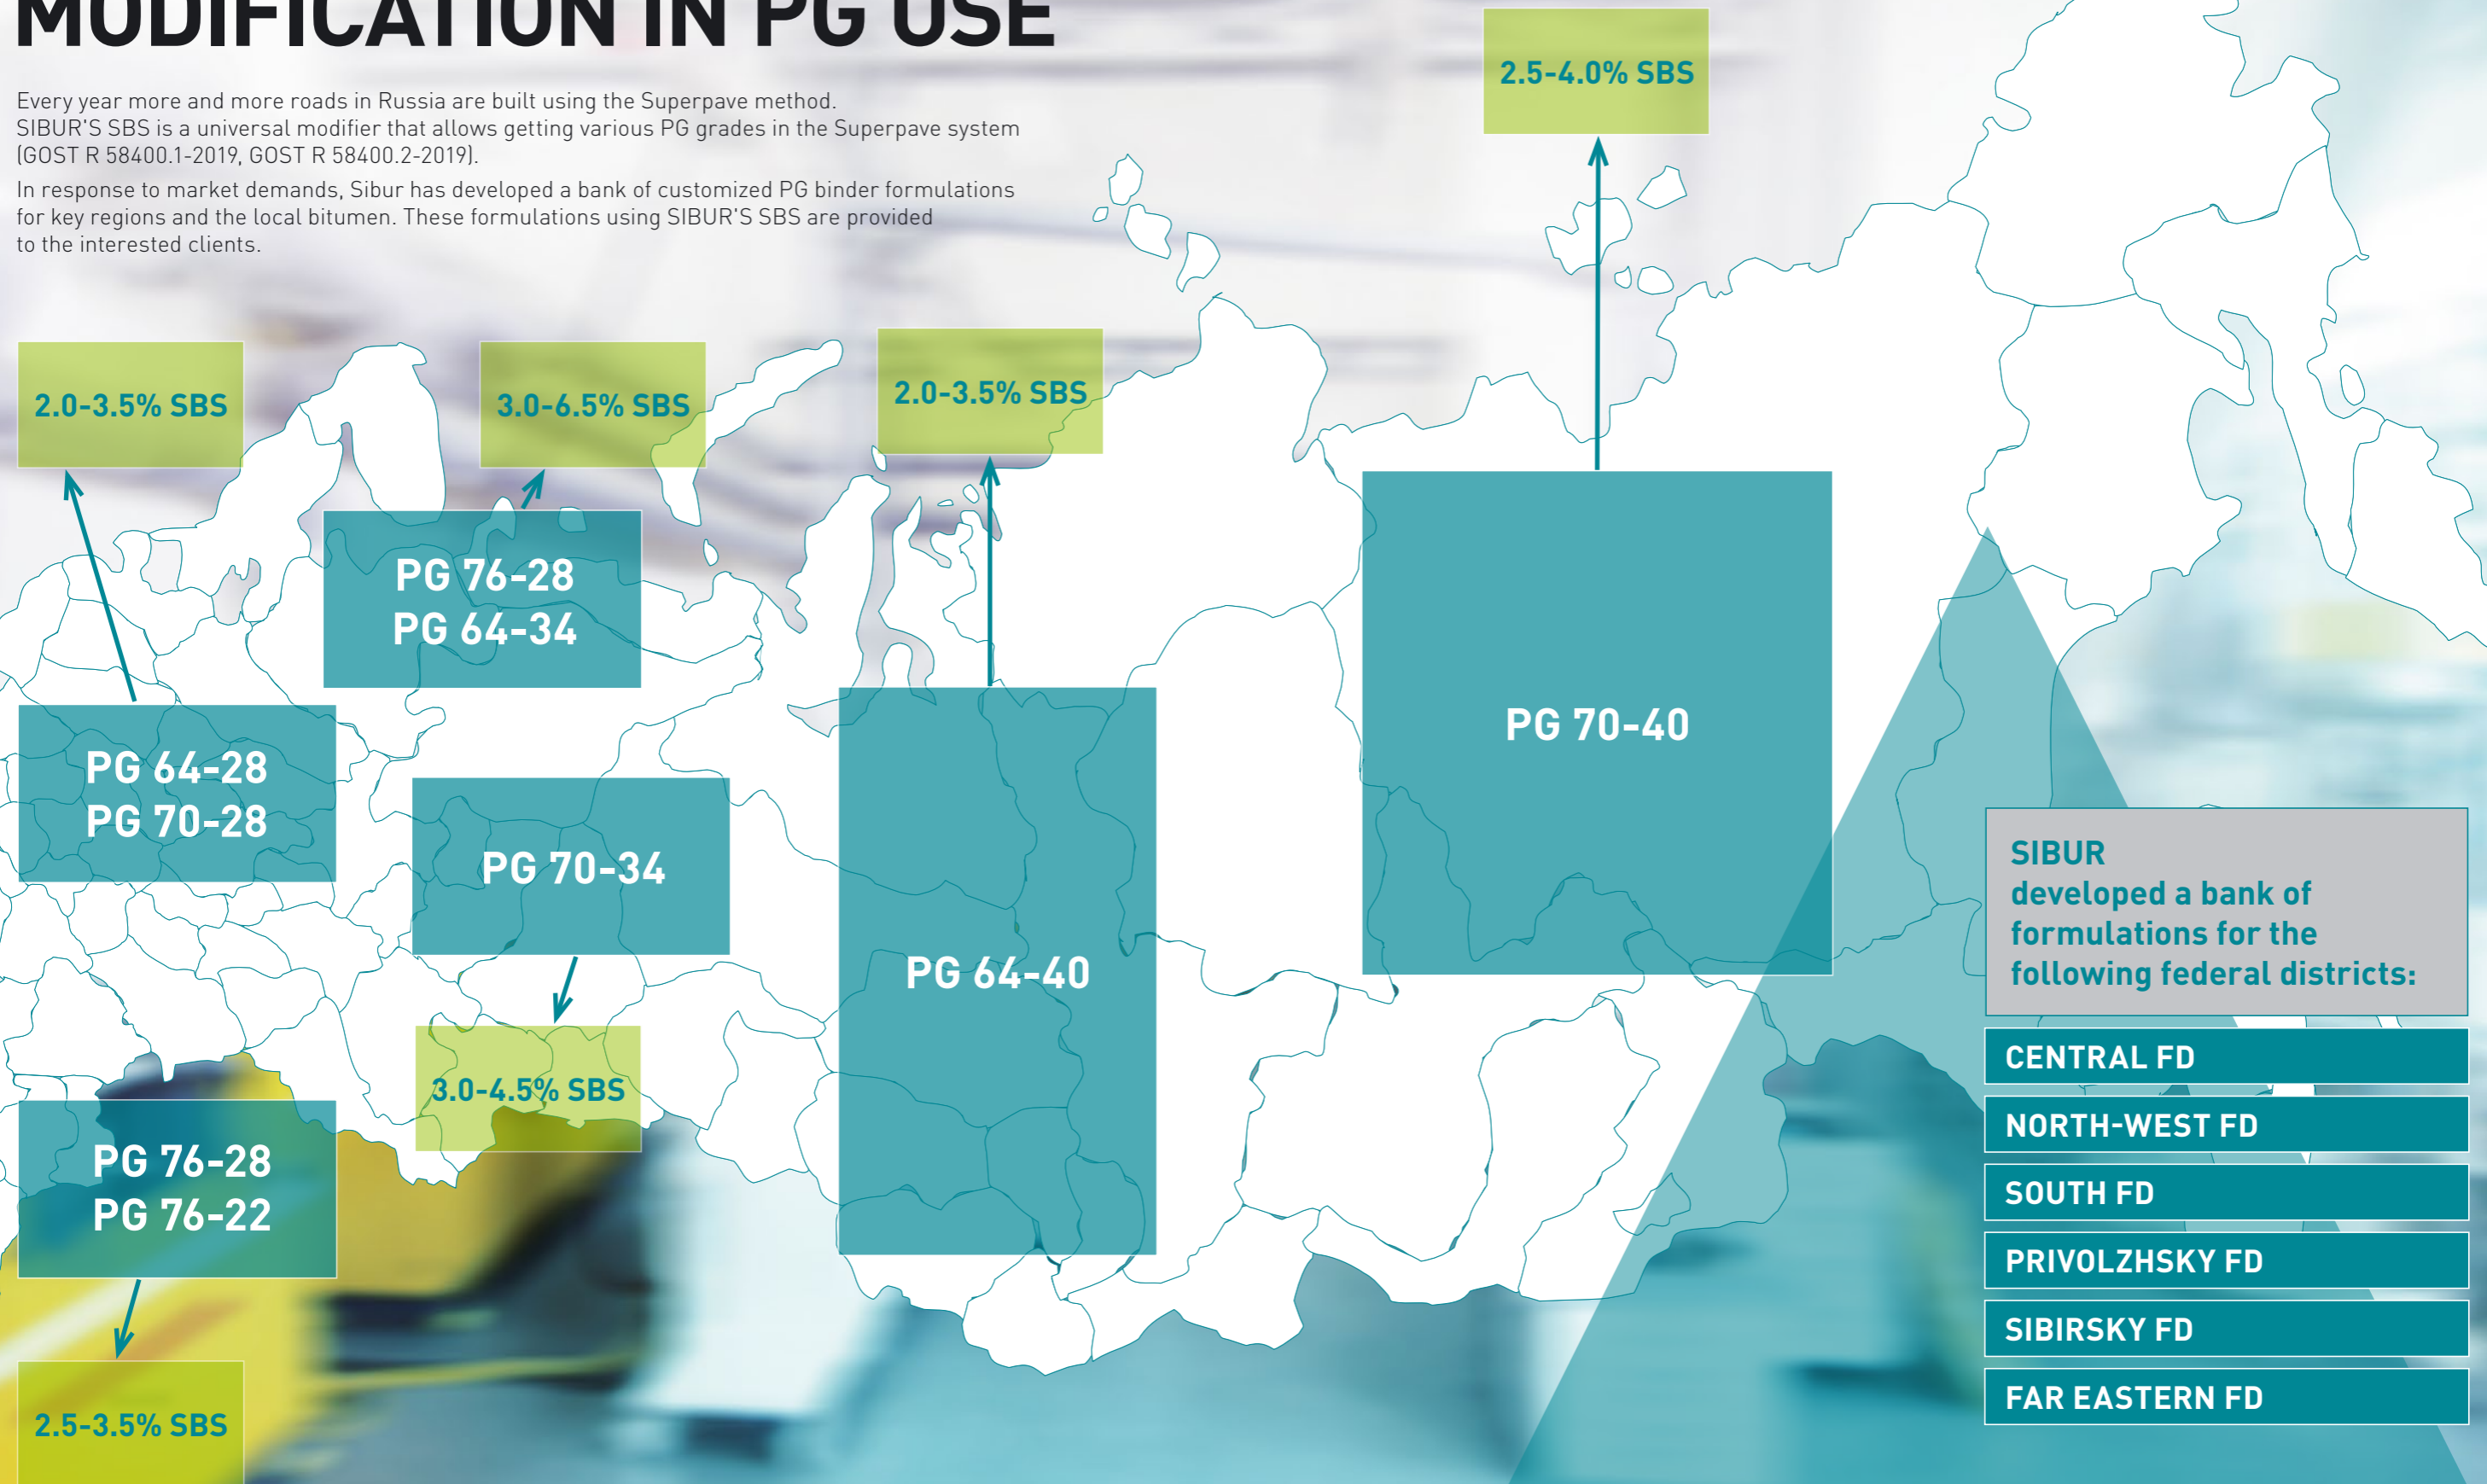 MODIFICATION IN PG USE
Every year more and more roads in Russia are built using the Superpave method.
SIBUR'S SBS is a universal modifier that allows getting various PG grades in the Superpave system
(GOST R 58400.1-2019, GOST R 58400.2-2019).
In response to market demands, Sibur has developed a bank of customized PG binder formulations
for key regions and the local bitumen. These formulations using SIBUR'S SBS are provided
to the interested clients.
2.5-4.0% SBS
2.0-3.5% SBS
3.0-6.5% SBS
2.0-3.5% SBS
PG 76-28
PG 64-34
PG 64-28
PG 70-28
PG 70-34
PG 64-40
PG 70-40
3.0-4.5% SBS
PG 76-28
PG 76-22
2.5-3.5% SBS
SIBUR
developed a bank of
formulations for the
following federal districts:
CENTRAL FD
NORTH-WEST FD
SOUTH FD
PRIVOLZHSKY FD
SIBIRSKY FD
FAR EASTERN FD